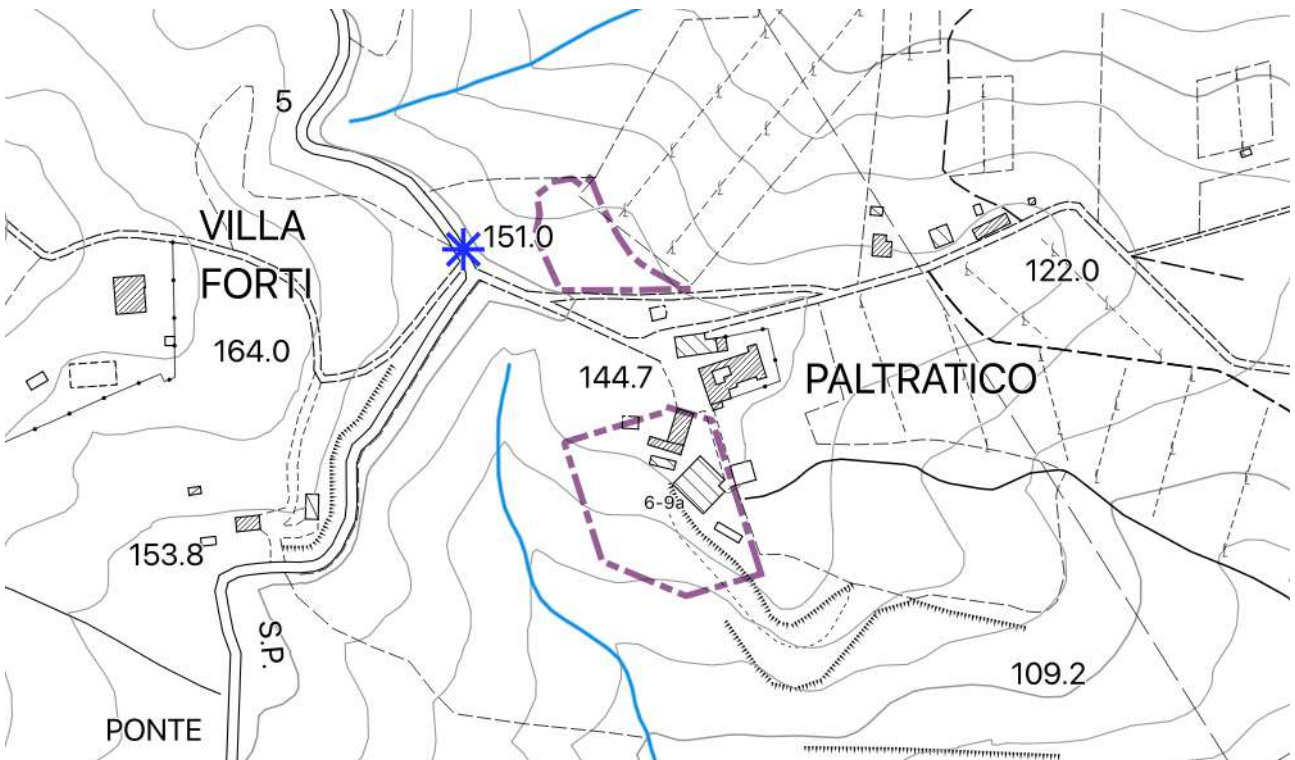 5
VILLA
FORTI
151.0
122.0
164.0
144.7
PALTRATICO
6-9a
153.8
S.P.
109.2
PONTE